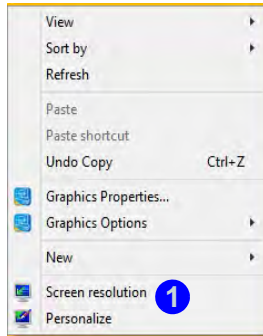 View
Sort by
Refresh
Paste
Paste shortcut
Undo Copy Ctrl+Z
Graphics Properties...
Graphics Options
New
Screen resolution 1
Personalize